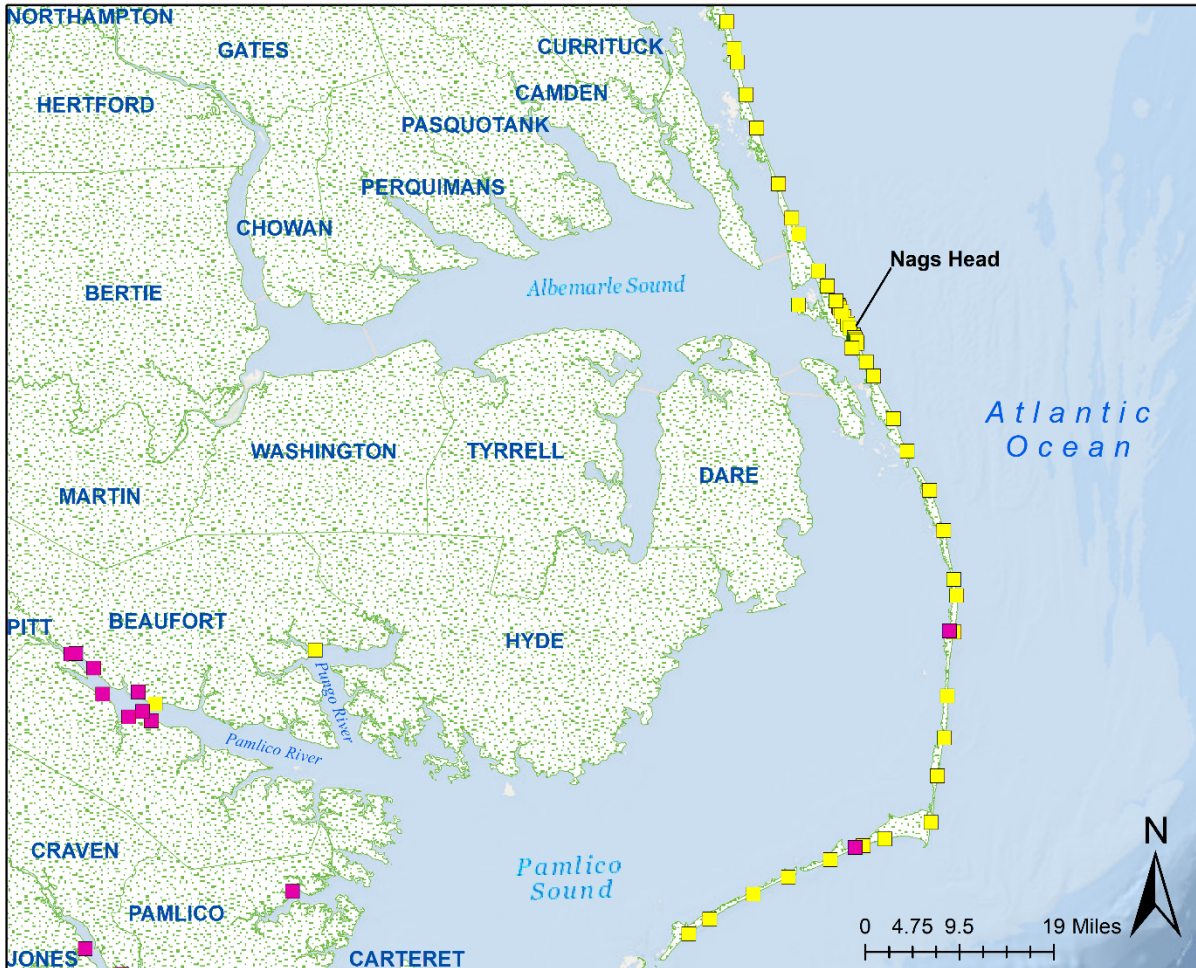 NORTHAMPTON
GATES
CURRITUCK
HERTFORD
CAMDEN
PASQUOTANK
PERQUIMANS
CHOWAN
Nags Head
BERTIE
Albemarle Sound
Atlantic
Ocean
WASHINGTON
TYRRELL
DARE
MARTIN
BEAUFORT
PITT
HYDE
Pungo River
Pamlico River
CRAVEN
Pamlico
Sound
N
PAMLICO
0 4.75 9.5 19 Miles
JONES
CARTERET